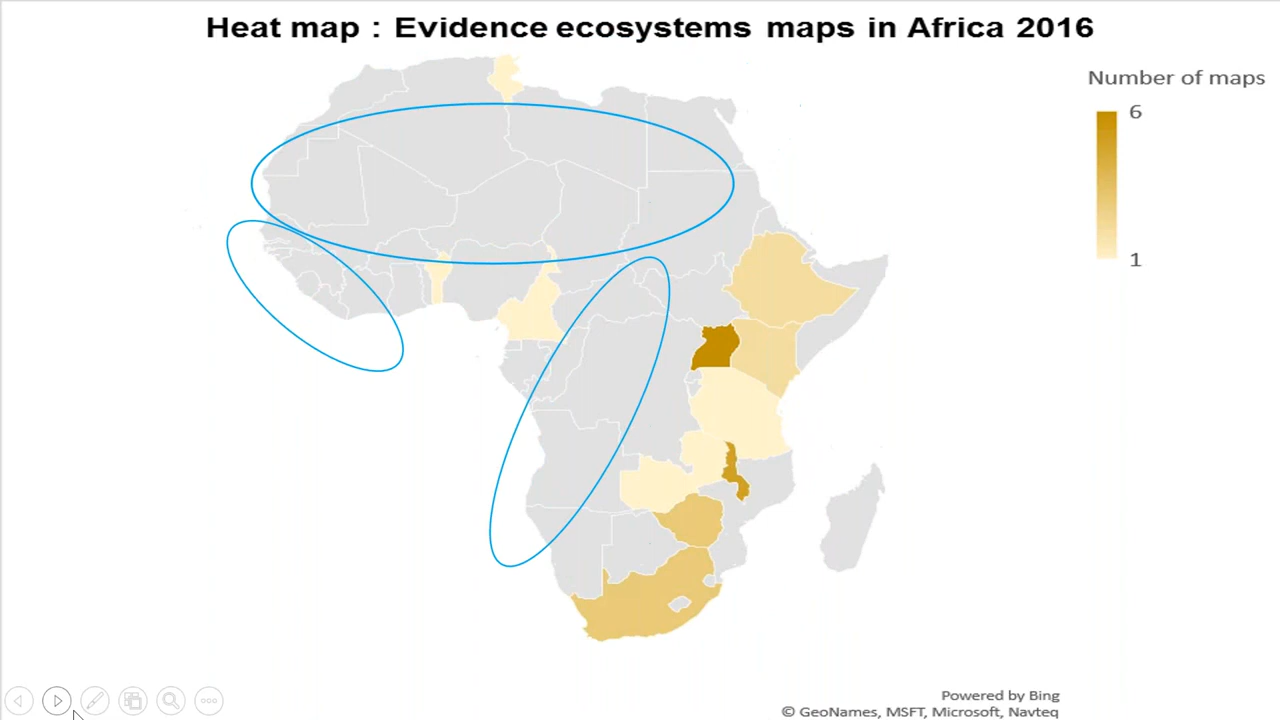 Heat map : Evidence ecosystems maps in Africa 2016
Number of maps
6
1
Powered by Bing
© GeoNames, MSFT, Microsoft, Navteq